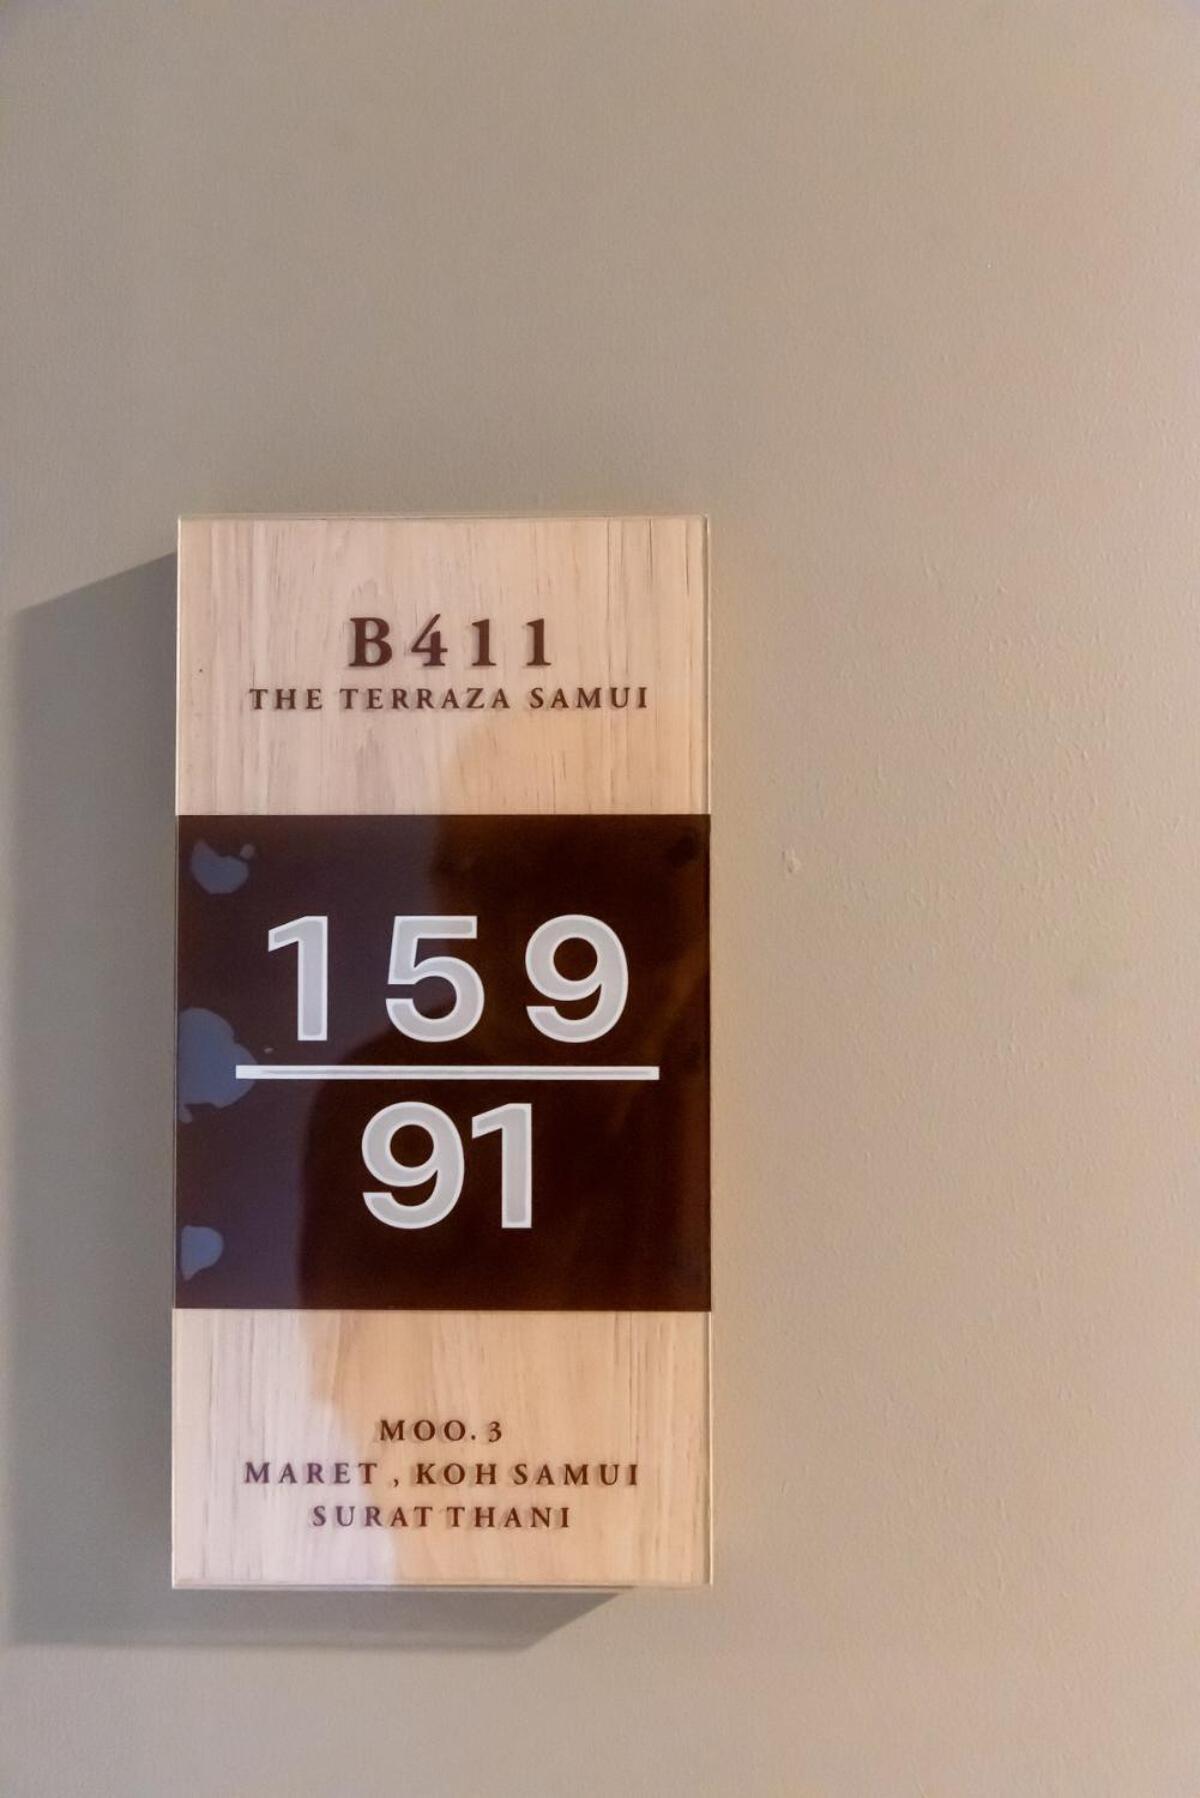 B411
THE TERRAZA SAMUI
159
91
MOO.3
MARET, KOH SAMUI
SURAT THANI